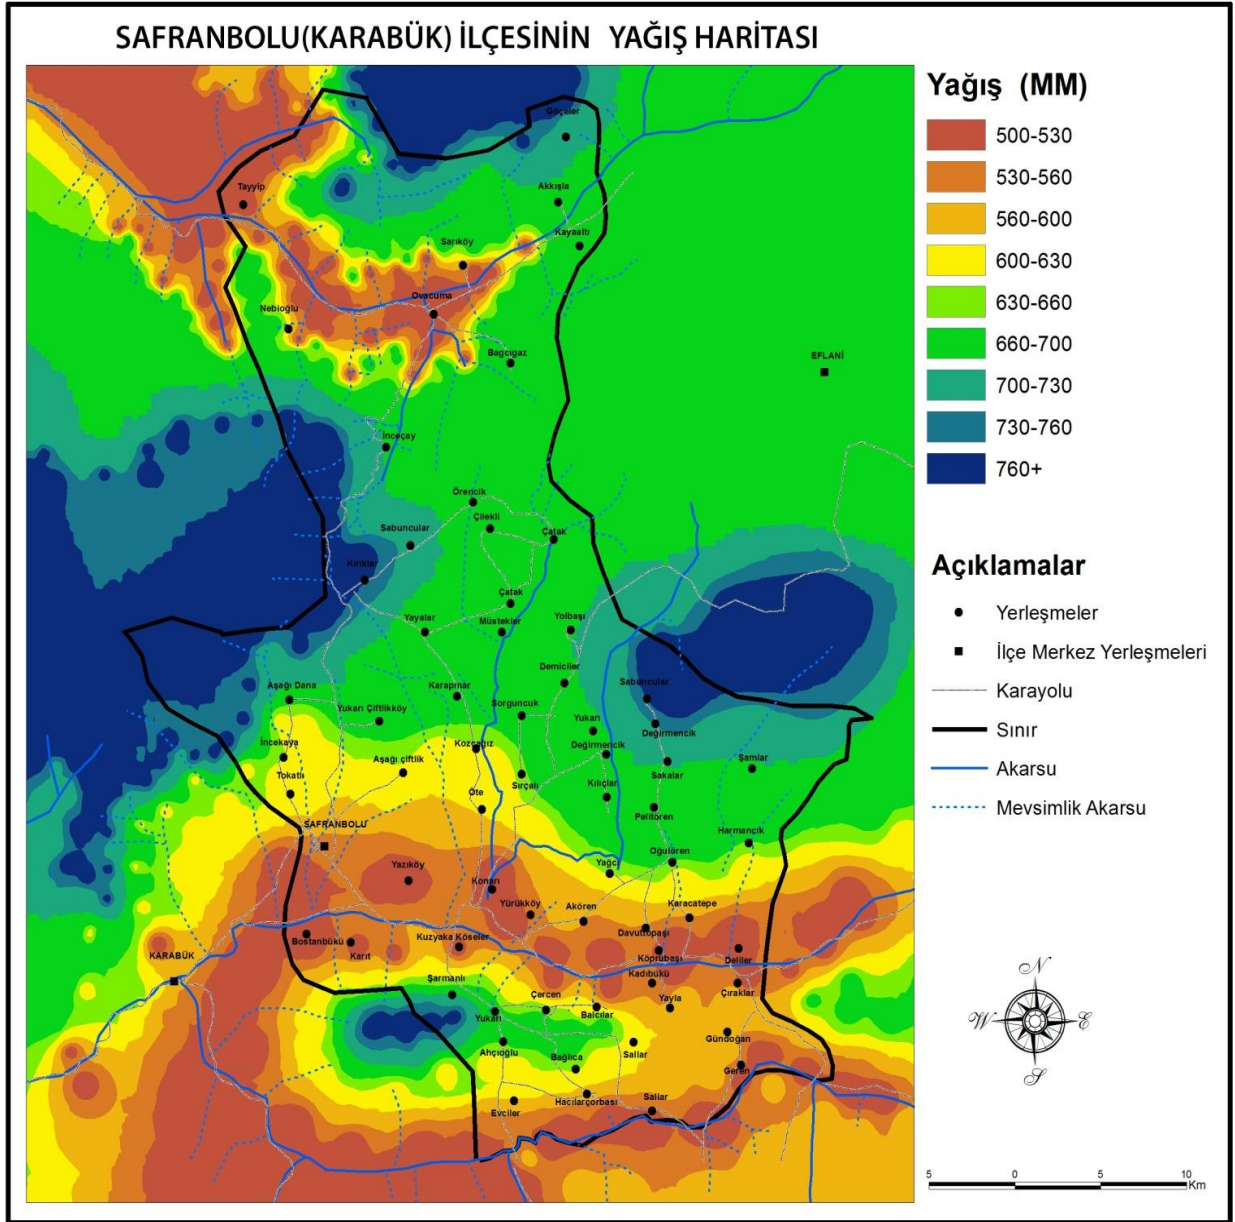 SAFRANBOLU(KARABÜK) İLÇESİNİN YAĞIŞ HARİTASI
Yağış (MM)
500-530
530-560
560-600
600-630
630-660
660-700
700-730
730-760
760+
Açıklamalar
Yerleşmeler
İlçe Merkez Yerleşmeleri
Karayolu
Sınır
Akarsu
Mevsimlik Akarsu
N
W
E
S
5
0
5
10
Km
Göçeler
Tayyip
Akkışla
Kayaaltı
Sarıköy
Ovacuma
Nebioğlu
Bağcıgaz
EFLANİ
İnceçay
Örencik
Çilekli
Sabuncular
Çatak
Kırıklar
Çatak
Yayalar
Müstekler
Yolbaşı
Demiciler
Aşağı Dana
Karapınar
Sabuncular
Yukarı Çiftlikköy
Sorguncuk
Yukarı
Değirmencik
Değirmencik
İncekaya
Kozcağız
Aşağı çiftlik
Şamlar
Sakalar
Tokatlı
Sırçalı
Kılıçlar
Öte
Pelitören
SAFRANBOLU
Harmancık
Yazıköy
Yağcı
Oğulören
Konarı
Yürükköy
Akören
Karacatepe
Davuttopaşı
Bostanbükü
Karıt
Kuzyaka Köseler
Köprübaşı
Deliler
KARABÜK
Kadıbükü
Şarmanlı
Çercen
Çıraklar
Yukarı
Balcılar
Yayla
Ahçıoğlu
Sallar
Gündoğan
Bağlıca
Geren
Evciler
Hacılarçorbası
Sallar